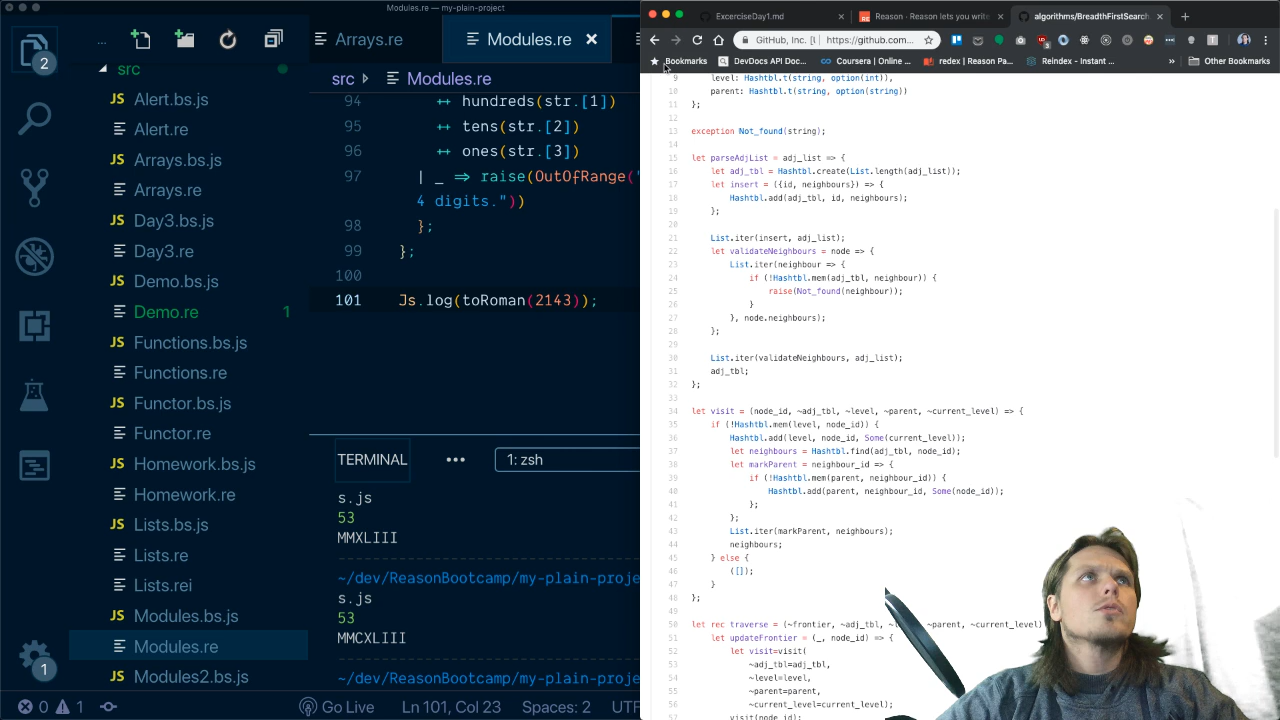 Modules.re — my-plain-project
2
...
src
JS Alert.bs.js
Alert.re
JS Arrays.bs.js
Arrays.re
JS Day3.bs.js
Day3.re
JS Demo.bs.js
Demo.re 1
JS Functions.bs.js
Functions.re
JS Functor.bs.js
Functor.re
JS Homework.bs.js
Homework.re
JS Lists.bs.js
Lists.re
Lists.rei
JS Modules.bs.js
Modules.re
JS Modules2.bs.js
1
Arrays.re
Modules.re
src
Modules.re
94 ++ hundreds(str.[1])
95 ++ tens(str.[2])
96 ++ ones(str.[3])
97 | _ => raise(OutOfRange("
4 digits."))
98 };
99 };
100
101 Js.log(toRoman(2143));
TERMINAL
...
1: zsh
s.js
53
MMXLIII
~/dev/ReasonBootcamp/my-plain-proje
s.js
53
MMCXLIII
~/dev/ReasonBootcamp/my-plain-proje
0 1
Go Live
Ln 101, Col 23
Spaces: 2
UTF
ExcerciseDay1.md
Reason · Reason lets you write
algorithms/BreadthFirstSearch
GitHub, Inc. [
https://github.com...
Bookmarks
DevDocs API Doc...
Coursera | Online ...
redex | Reason Pa...
Reindex - Instant ...
»
Other Bookmarks
9 level: Hashtbl.t(string, option(int)),
10 parent: Hashtbl.t(string, option(string))
11 };
12
13 exception Not_found(string);
14
15 let parseAdjList = adj_list => {
16 let adj_tbl = Hashtbl.create(List.length(adj_list));
17 let insert = ({id, neighbours}) => {
18 Hashtbl.add(adj_tbl, id, neighbours);
19 };
20
21 List.iter(insert, adj_list);
22 let validateNeighbours = node => {
23 List.iter(neighbour => {
24 if (!Hashtbl.mem(adj_tbl, neighbour)) {
25 raise(Not_found(neighbour));
26 }
27 }, node.neighbours);
28 };
29
30 List.iter(validateNeighbours, adj_list);
31 adj_tbl;
32 };
33
34 let visit = (node_id, ~adj_tbl, ~level, ~parent, ~current_level) => {
35 if (!Hashtbl.mem(level, node_id)) {
36 Hashtbl.add(level, node_id, Some(current_level));
37 let neighbours = Hashtbl.find(adj_tbl, node_id);
38 let markParent = neighbour_id => {
39 if (!Hashtbl.mem(parent, neighbour_id)) {
40 Hashtbl.add(parent, neighbour_id, Some(node_id));
41 };
42 };
43 List.iter(markParent, neighbours);
44 neighbours;
45 } else {
46 ([]);
47 }
48 };
49
50 let rec traverse = (~frontier, ~adj_tbl, ~parent, ~current_level)
51 let updateFrontier = (_, node_id) => {
52 let visit=visit(
53 ~adj_tbl=adj_tbl,
54 ~level=level,
55 ~parent=parent,
56 ~current_level=current_level);
57 visit(node_id);